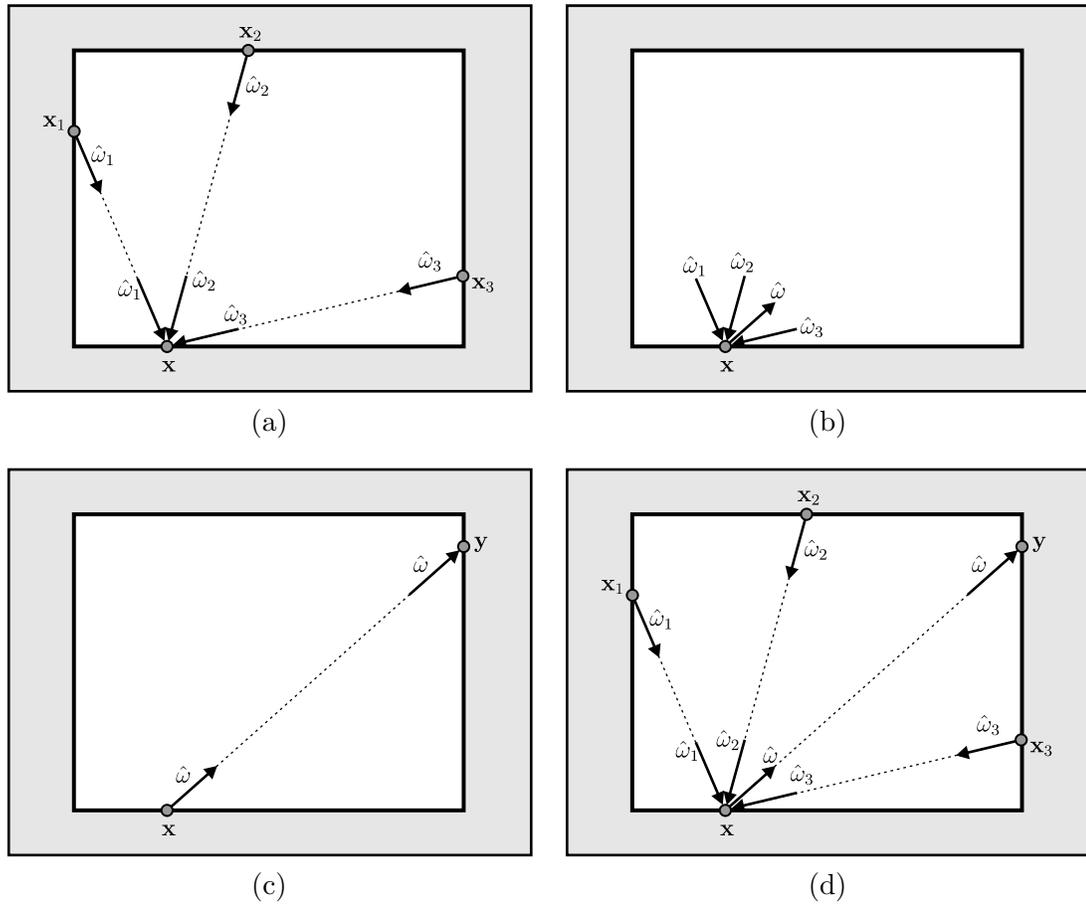 x₂
ω̂₂
x₁
ω̂₁
ω̂₃
x₃
ω̂₁ ω̂₂
ω̂₃
x
(a)
ω̂₁ ω̂₂
ω̂
ω̂₃
x
(b)
y
ω̂
ω̂
x
(c)
x₂
y
ω̂₂
ω̂
x₁
ω̂₁
ω̂₃
x₃
ω̂₁ ω̂₂ ω̂
ω̂₃
x
(d)